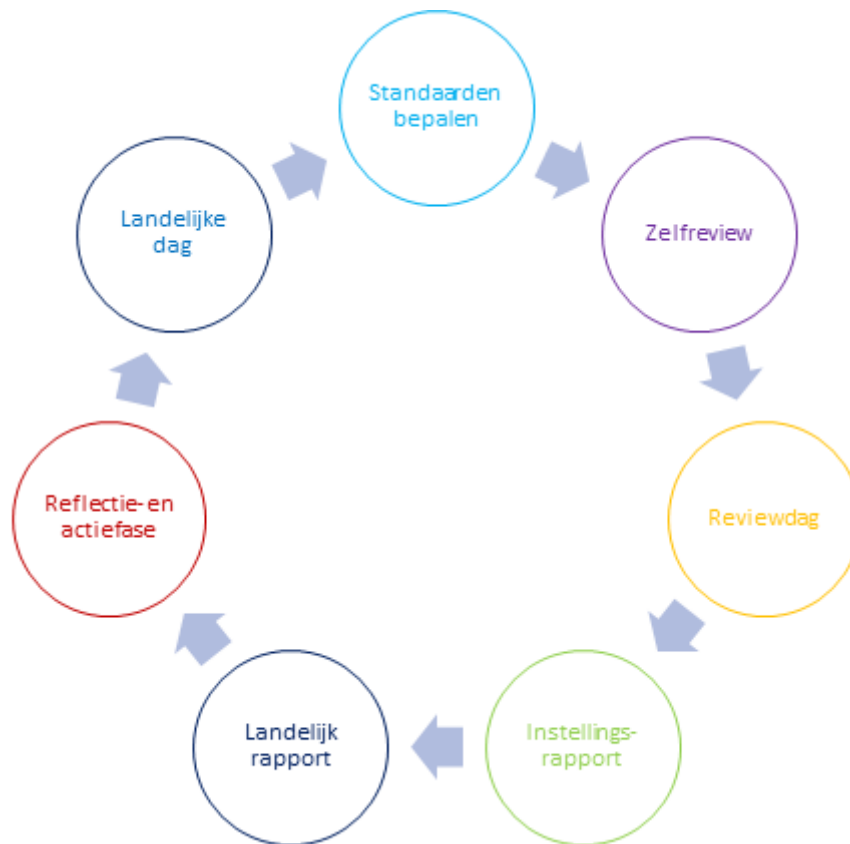 Standaarden
bepalen
Zelfreview
Reviewdag
Instellings-
rapport
Landelijk
rapport
Reflectie- en
actiefase
Landelijke
dag